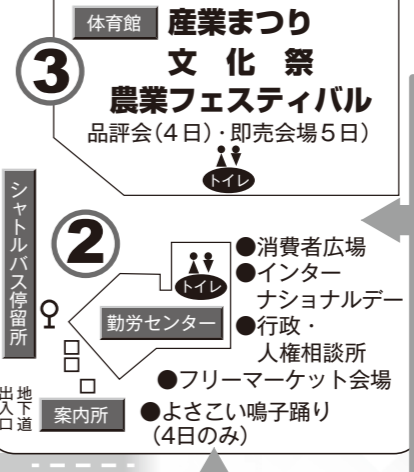 体育館 産業まつり
③
文化祭
農業フェスティバル
品評会(4日)・即売会場5日)
トイレ
シャトルバス停留所
②
トイレ
勤労センター
●消費者広場
●インター
ナショナルデー
●行政・
人権相談所
●フリーマーケット会場
地下道
出入口
案内所
●よさこい鳴子踊り
(4日のみ)